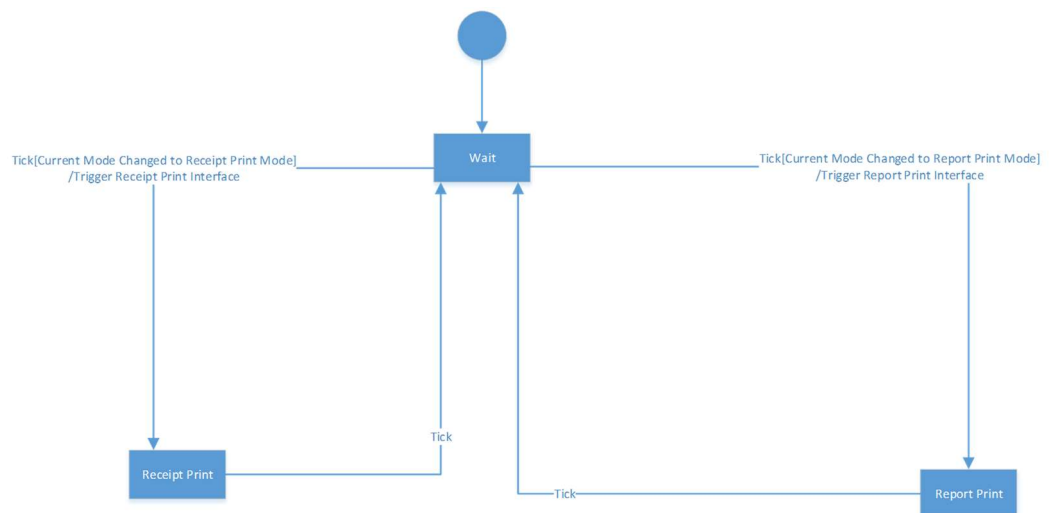 Wait
Tick[Current Mode Changed to Receipt Print Mode]
/Trigger Receipt Print Interface
Tick[Current Mode Changed to Report Print Mode]
/Trigger Report Print Interface
Tick
Receipt Print
Tick
Report Print